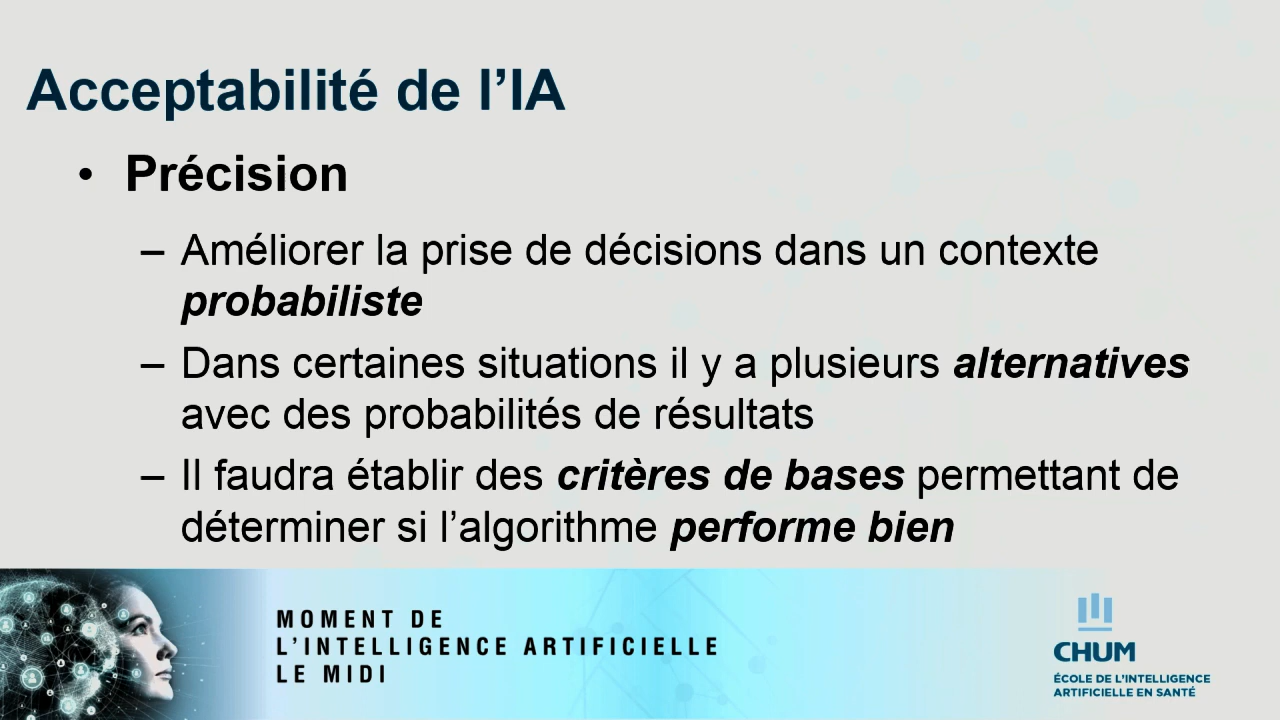 Acceptabilité de l’IA
• Précision
– Améliorer la prise de décisions dans un contexte
probabiliste
– Dans certaines situations il y a plusieurs alternatives
avec des probabilités de résultats
– Il faudra établir des critères de bases permettant de
déterminer si l’algorithme performe bien
MOMENT DE
L’INTELLIGENCE ARTIFICIELLE
LE MIDI
CHUM
ÉCOLE DE L’INTELLIGENCE
ARTIFICIELLE EN SANTÉ